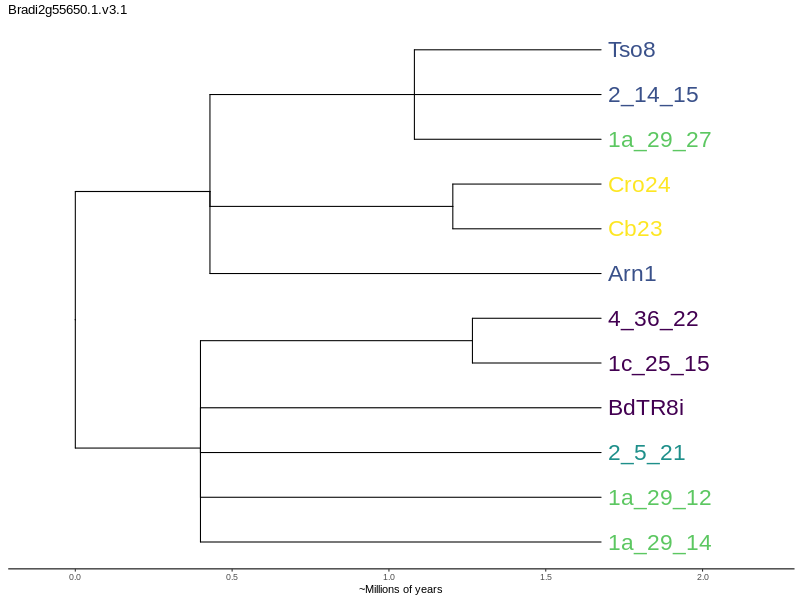 Bradi2g55650.1.v3.1
Tso8
2_14_15
1a_29_27
Cro24
Cb23
Arn1
4_36_22
1c_25_15
BdTR8i
2_5_21
1a_29_12
1a_29_14
0.0 0.5 1.0 1.5 2.0
~Millions of years